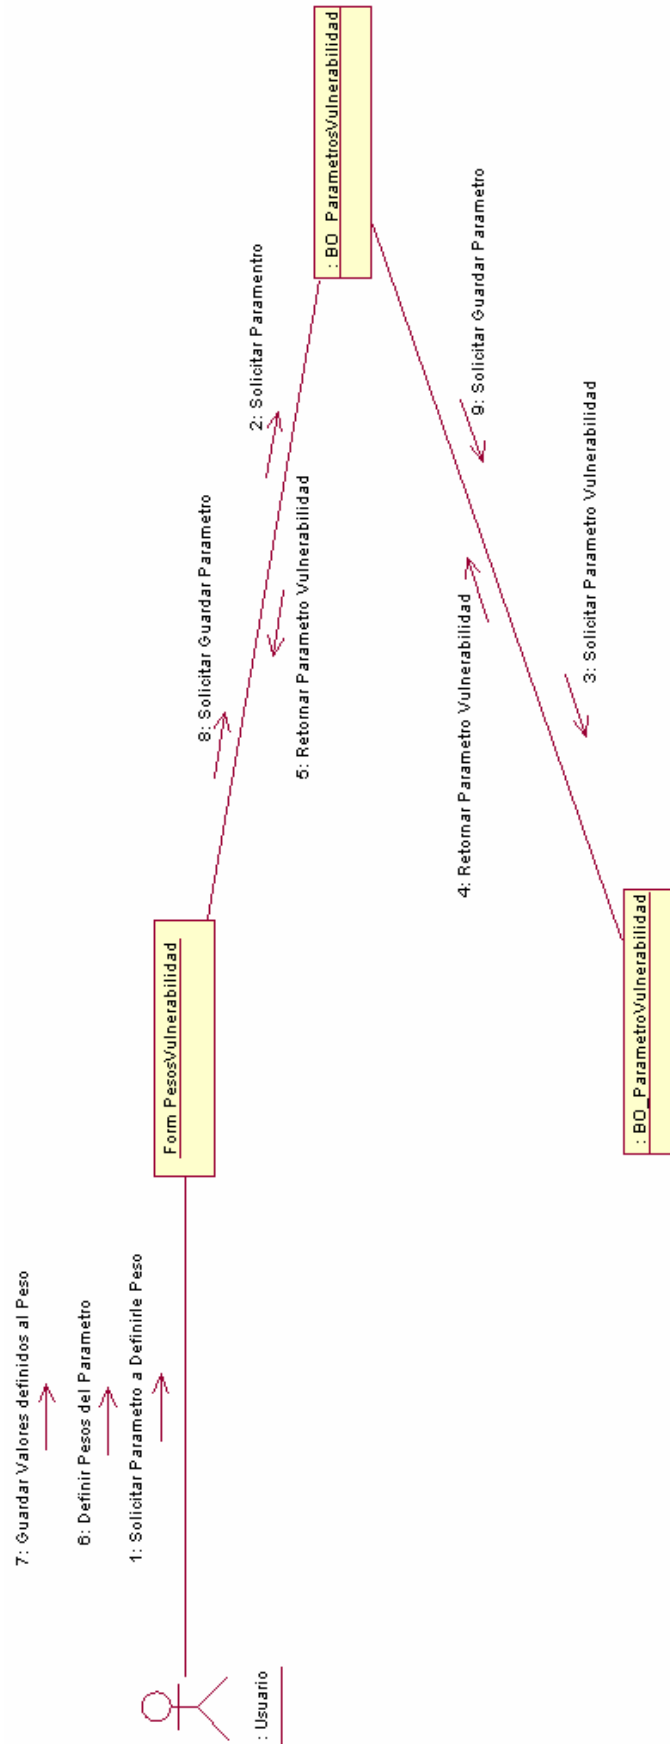 7: Guardar Valores definidos al Peso
6: Definir Pesos del Parametro
1: Solicitar Parametro a Definirle Peso
: Usuario
Form PesosVulnerabilidad
8: Solicitar Guardar Parametro
2: Solicitar Paramentro
5: Retornar Parametro Vulnerabilidad
: BO_ParametrosVulnerabilidad
4: Retornar Parametro Vulnerabilidad
9: Solicitar Guardar Parametro
3: Solicitar Parametro Vulnerabilidad
: BO_ParametroVulnerabilidad